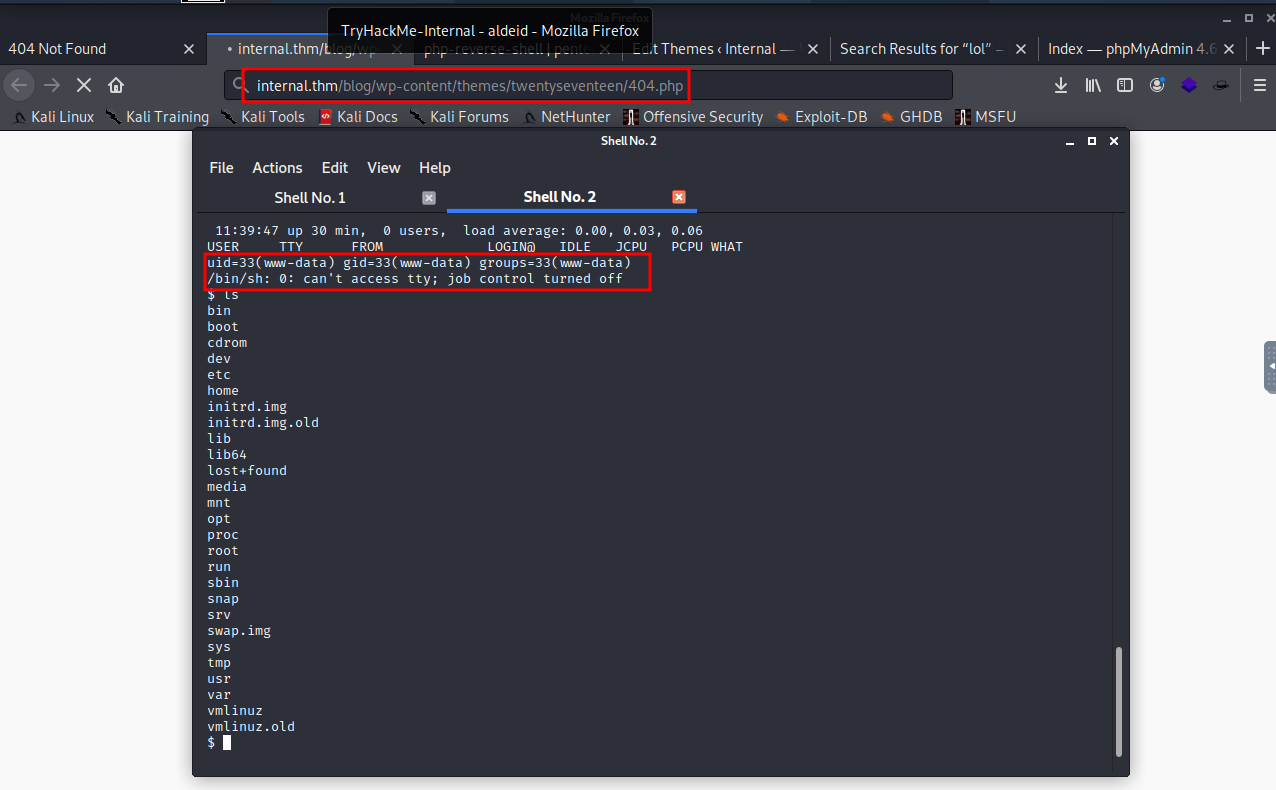 Mozilla Firefox
TryHackMe-Internal - aldeid - Mozilla Firefox
404 Not Found
internal.thm/blog/wp
php-reverse-shell | pente
Edit Themes ‹ Internal —
Search Results for “lol” –
Index — phpMyAdmin 4.6
internal.thm/blog/wp-content/themes/twentyseventeen/404.php
Kali Linux Kali Training Kali Tools Kali Docs Kali Forums NetHunter Offensive Security Exploit-DB GHDB MSFU
Shell No. 2
File Actions Edit View Help
Shell No. 1 Shell No. 2
11:39:47 up 30 min,  0 users,  load average: 0.00, 0.03, 0.06
USER     TTY      FROM             LOGIN@   IDLE   JCPU   PCPU WHAT
uid=33(www-data) gid=33(www-data) groups=33(www-data)
/bin/sh: 0: can't access tty; job control turned off
$ ls
bin
boot
cdrom
dev
etc
home
initrd.img
initrd.img.old
lib
lib64
lost+found
media
mnt
opt
proc
root
run
sbin
snap
srv
swap.img
sys
tmp
usr
var
vmlinuz
vmlinuz.old
$